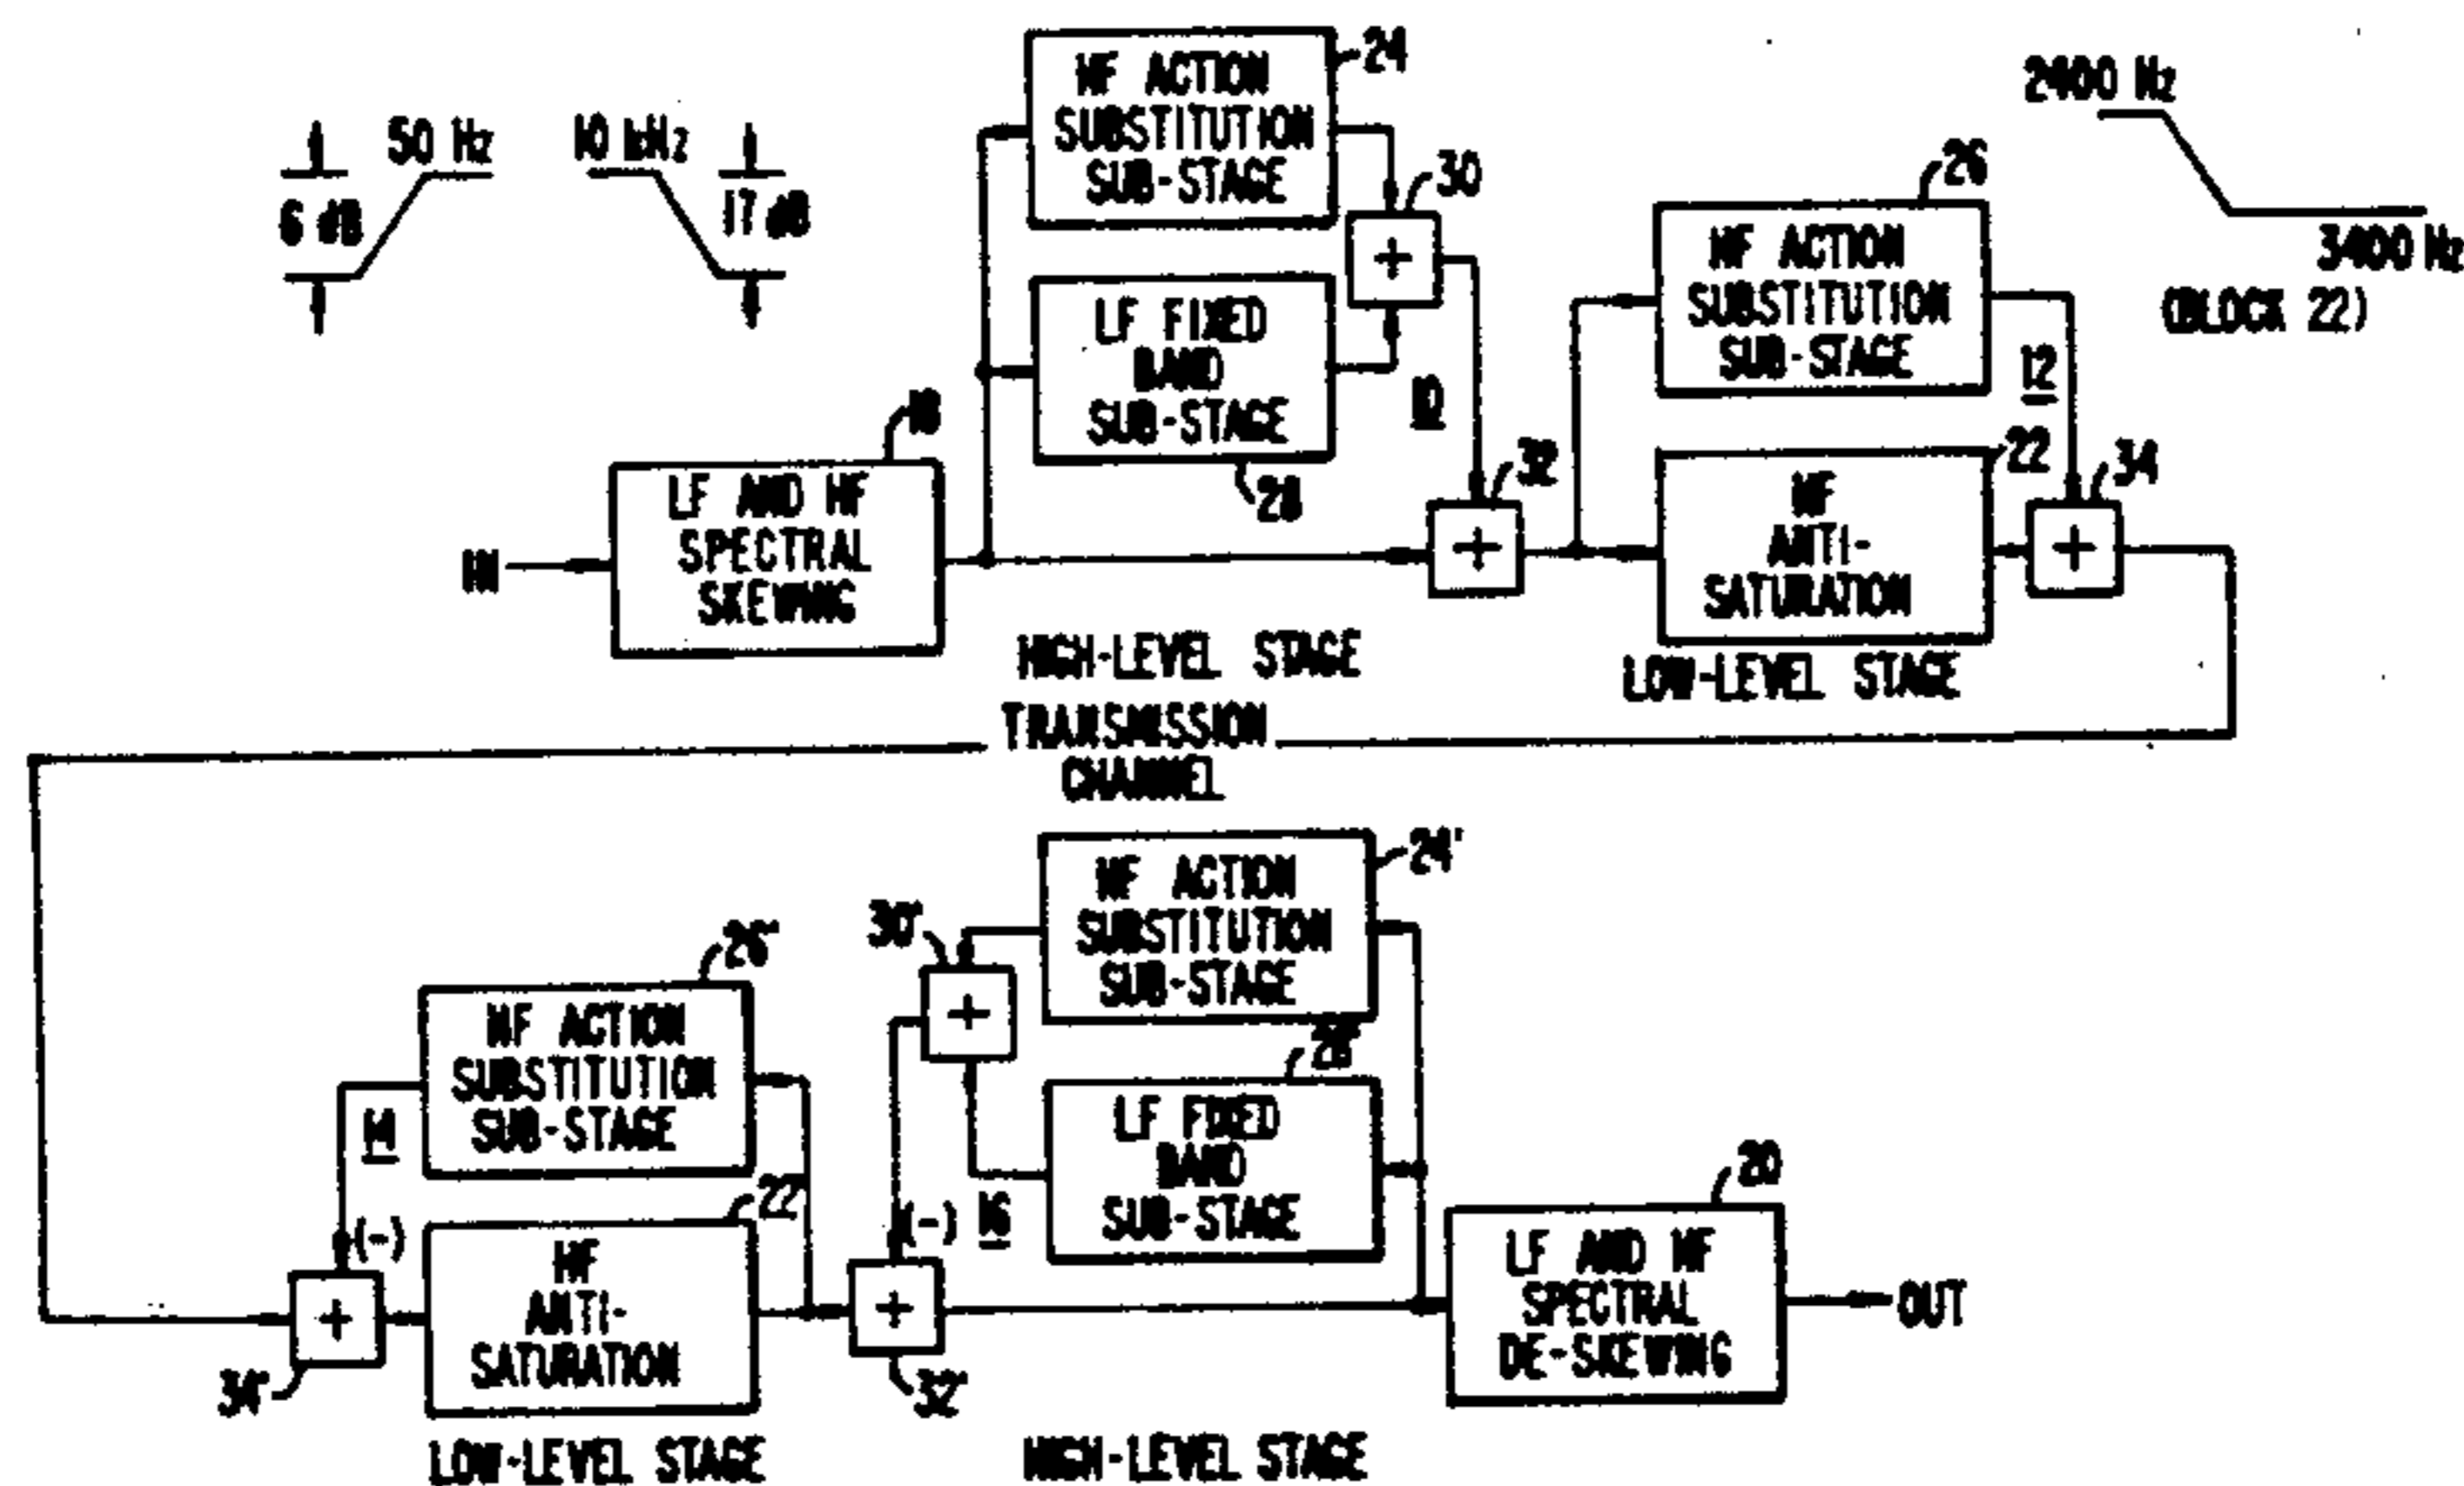 50 Hz
10 kHz
6 dB
17 dB
HF ACTION
SUBSTITUTION
SUB-STAGE
24
30
LF FIXED
BAND
SUB-STAGE
28
10
2400 Hz
3400 Hz
(BLOCK 22)
26
HF ACTION
SUBSTITUTION
SUB-STAGE
12
IN
LF AND HF
SPECTRAL
SKEWING
32
22
HF
ANTI-
SATURATION
34
HIGH-LEVEL STAGE
LOW-LEVEL STAGE
TRANSMISSION
CHANNEL
24'
HF ACTION
SUBSTITUTION
SUB-STAGE
30'
26'
HF ACTION
SUBSTITUTION
SUB-STAGE
28'
LF FIXED
BAND
SUB-STAGE
(-)
22'
HF
ANTI-
SATURATION
34'
(-)
32'
20
LF AND HF
SPECTRAL
DE-SKEWING
OUT
LOW-LEVEL STAGE
HIGH-LEVEL STAGE